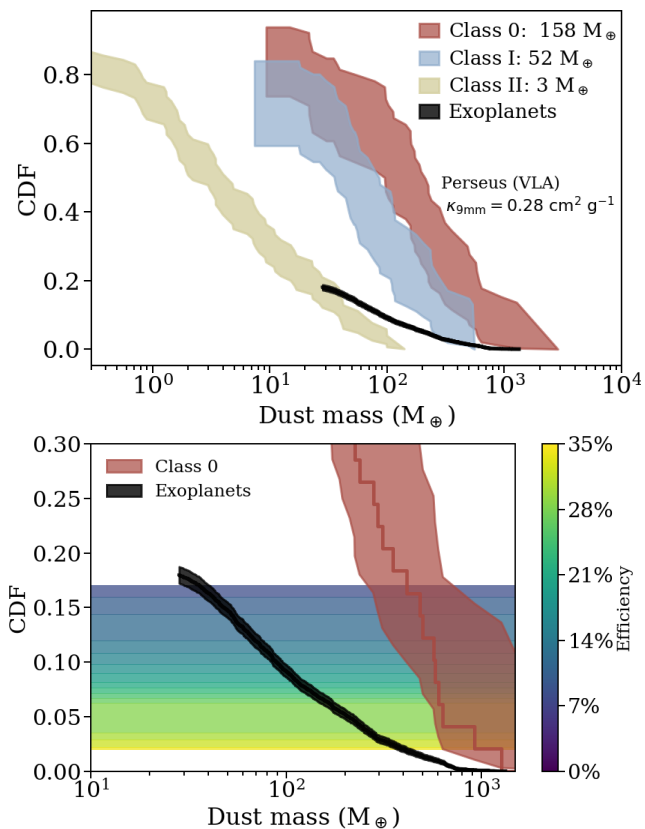 Class 0:  158 M⊕
Class I: 52 M⊕
Class II: 3 M⊕
Exoplanets
Perseus (VLA)
κ9mm = 0.28 cm² g⁻¹
CDF
0.8
0.6
0.4
0.2
0.0
10⁰
10¹
10²
10³
10⁴
Dust mass (M⊕)
Class 0
Exoplanets
CDF
0.30
0.25
0.20
0.15
0.10
0.05
0.00
10¹
10²
10³
Dust mass (M⊕)
35%
28%
21%
14%
7%
0%
Efficiency